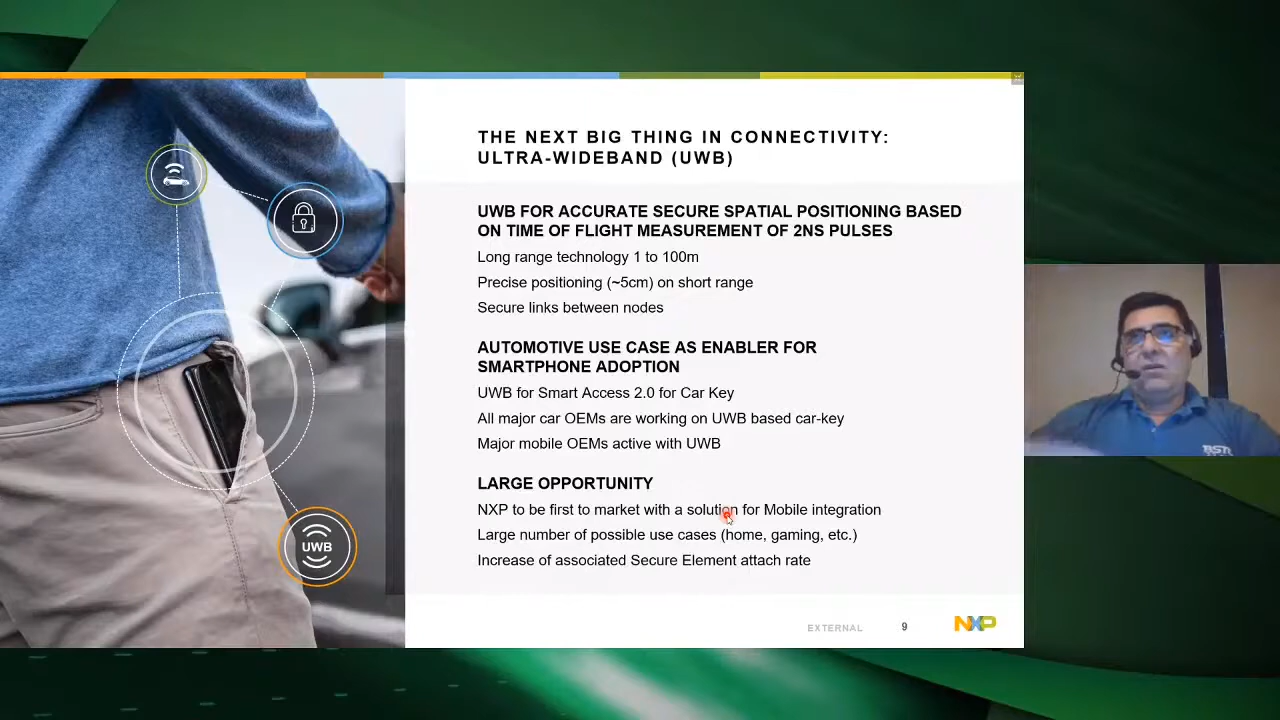 THE NEXT BIG THING IN CONNECTIVITY:
ULTRA-WIDEBAND (UWB)
UWB FOR ACCURATE SECURE SPATIAL POSITIONING BASED
ON TIME OF FLIGHT MEASUREMENT OF 2NS PULSES
Long range technology 1 to 100m
Precise positioning (~5cm) on short range
Secure links between nodes
AUTOMOTIVE USE CASE AS ENABLER FOR
SMARTPHONE ADOPTION
UWB for Smart Access 2.0 for Car Key
All major car OEMs are working on UWB based car-key
Major mobile OEMs active with UWB
LARGE OPPORTUNITY
NXP to be first to market with a solution for Mobile integration
Large number of possible use cases (home, gaming, etc.)
Increase of associated Secure Element attach rate
UWB
EXTERNAL
9
NXP